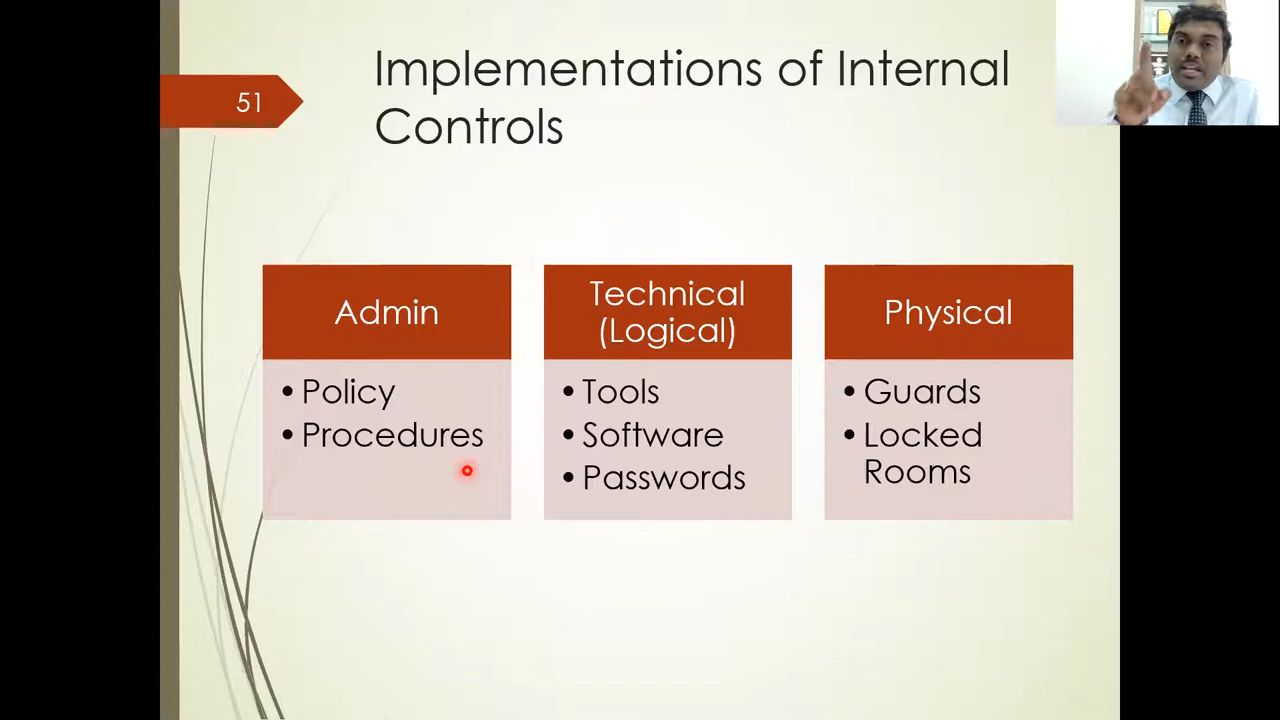 51
Implementations of Internal
Controls
Admin
• Policy
• Procedures
Technical
(Logical)
• Tools
• Software
• Passwords
Physical
• Guards
• Locked
Rooms